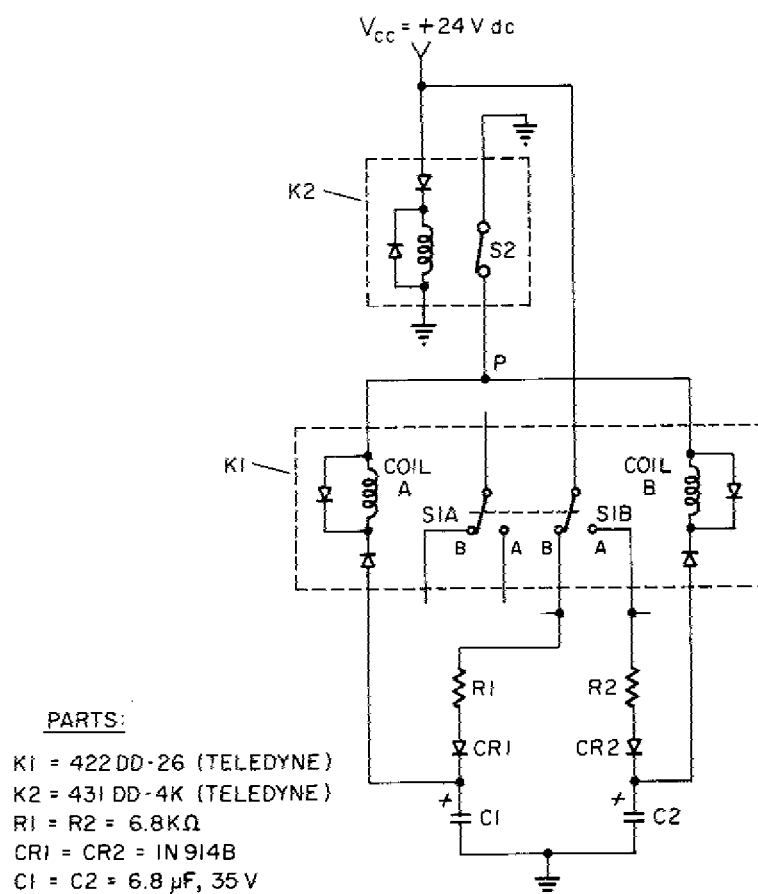 Vcc = +24 V dc
K2
S2
P
K1
COIL A
COIL B
S1A
S1B
B
A
B
A
R1
R2
CR1
CR2
+
C1
+
C2
PARTS:
K1 = 422 DD-26 (TELEDYNE)
K2 = 431 DD-4K (TELEDYNE)
R1 = R2 = 6.8KΩ
CR1 = CR2 = 1N914B
C1 = C2 = 6.8 µF, 35 V